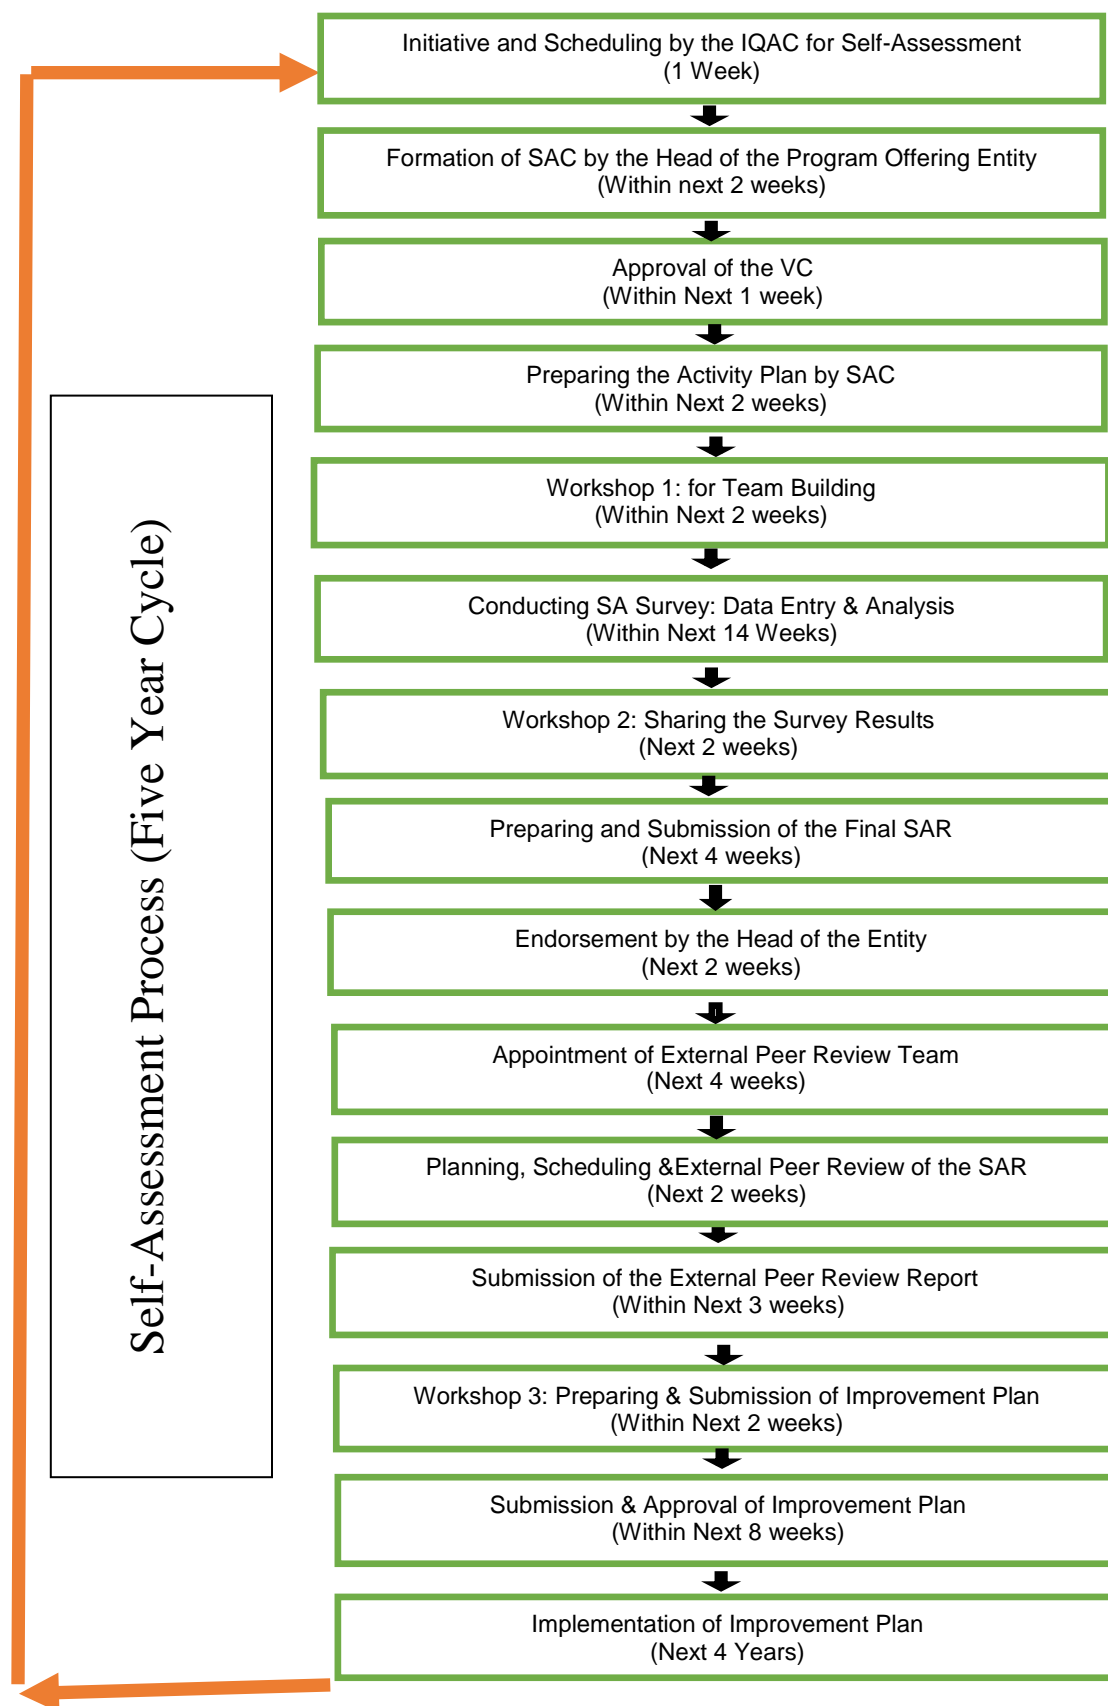 Initiative and Scheduling by the IQAC for Self-Assessment
(1 Week)
Formation of SAC by the Head of the Program Offering Entity
(Within next 2 weeks)
Approval of the VC
(Within Next 1 week)
Preparing the Activity Plan by SAC
(Within Next 2 weeks)
Workshop 1: for Team Building
(Within Next 2 weeks)
Conducting SA Survey: Data Entry & Analysis
(Within Next 14 Weeks)
Workshop 2: Sharing the Survey Results
(Next 2 weeks)
Preparing and Submission of the Final SAR
(Next 4 weeks)
Endorsement by the Head of the Entity
(Next 2 weeks)
Appointment of External Peer Review Team
(Next 4 weeks)
Planning, Scheduling &External Peer Review of the SAR
(Next 2 weeks)
Submission of the External Peer Review Report
(Within Next 3 weeks)
Workshop 3: Preparing & Submission of Improvement Plan
(Within Next 2 weeks)
Submission & Approval of Improvement Plan
(Within Next 8 weeks)
Implementation of Improvement Plan
(Next 4 Years)
Self-Assessment Process (Five Year Cycle)